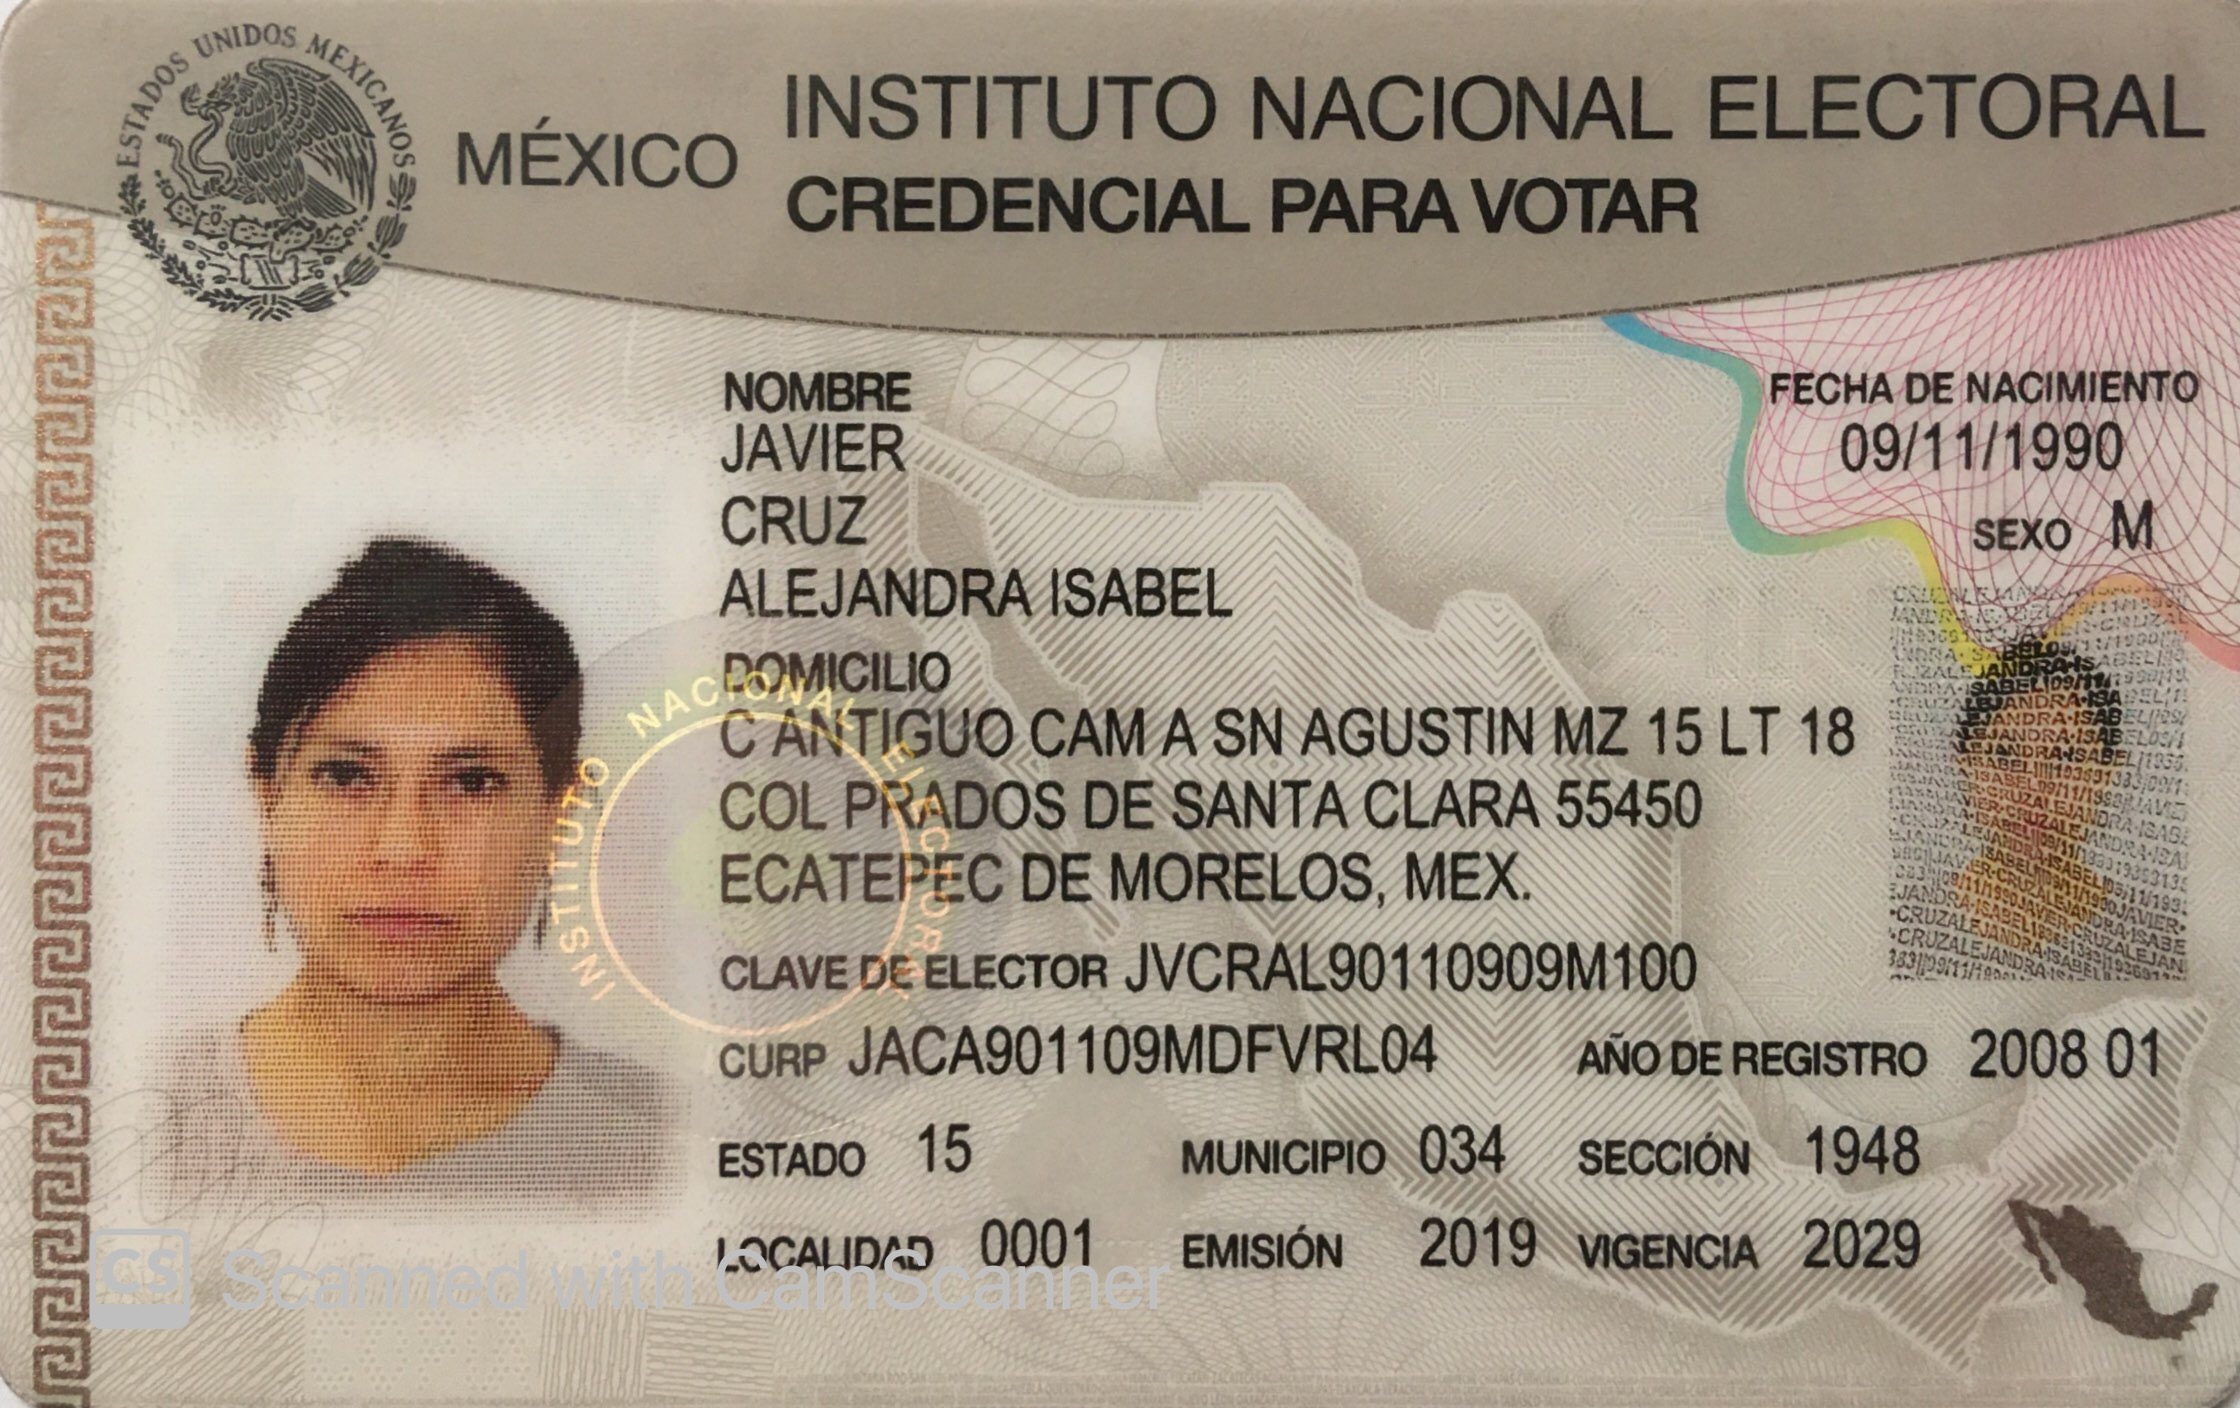 ESTADOS UNIDOS MEXICANOS
MÉXICO
INSTITUTO NACIONAL ELECTORAL
CREDENCIAL PARA VOTAR
NOMBRE
JAVIER
CRUZ
ALEJANDRA ISABEL
FECHA DE NACIMIENTO
09/11/1990
SEXO M
DOMICILIO
C ANTIGUO CAM A SN AGUSTIN MZ 15 LT 18
COL PRADOS DE SANTA CLARA 55450
ECATEPEC DE MORELOS, MEX.
INSTITUTO NACIONAL ELECTORAL
CLAVE DE ELECTOR JVCRAL90110909M100
CURP JACA901109MDFVRL04 AÑO DE REGISTRO 2008 01
ESTADO 15 MUNICIPIO 034 SECCIÓN 1948
LOCALIDAD 0001 EMISIÓN 2019 VIGENCIA 2029
CS Scanned with CamScanner